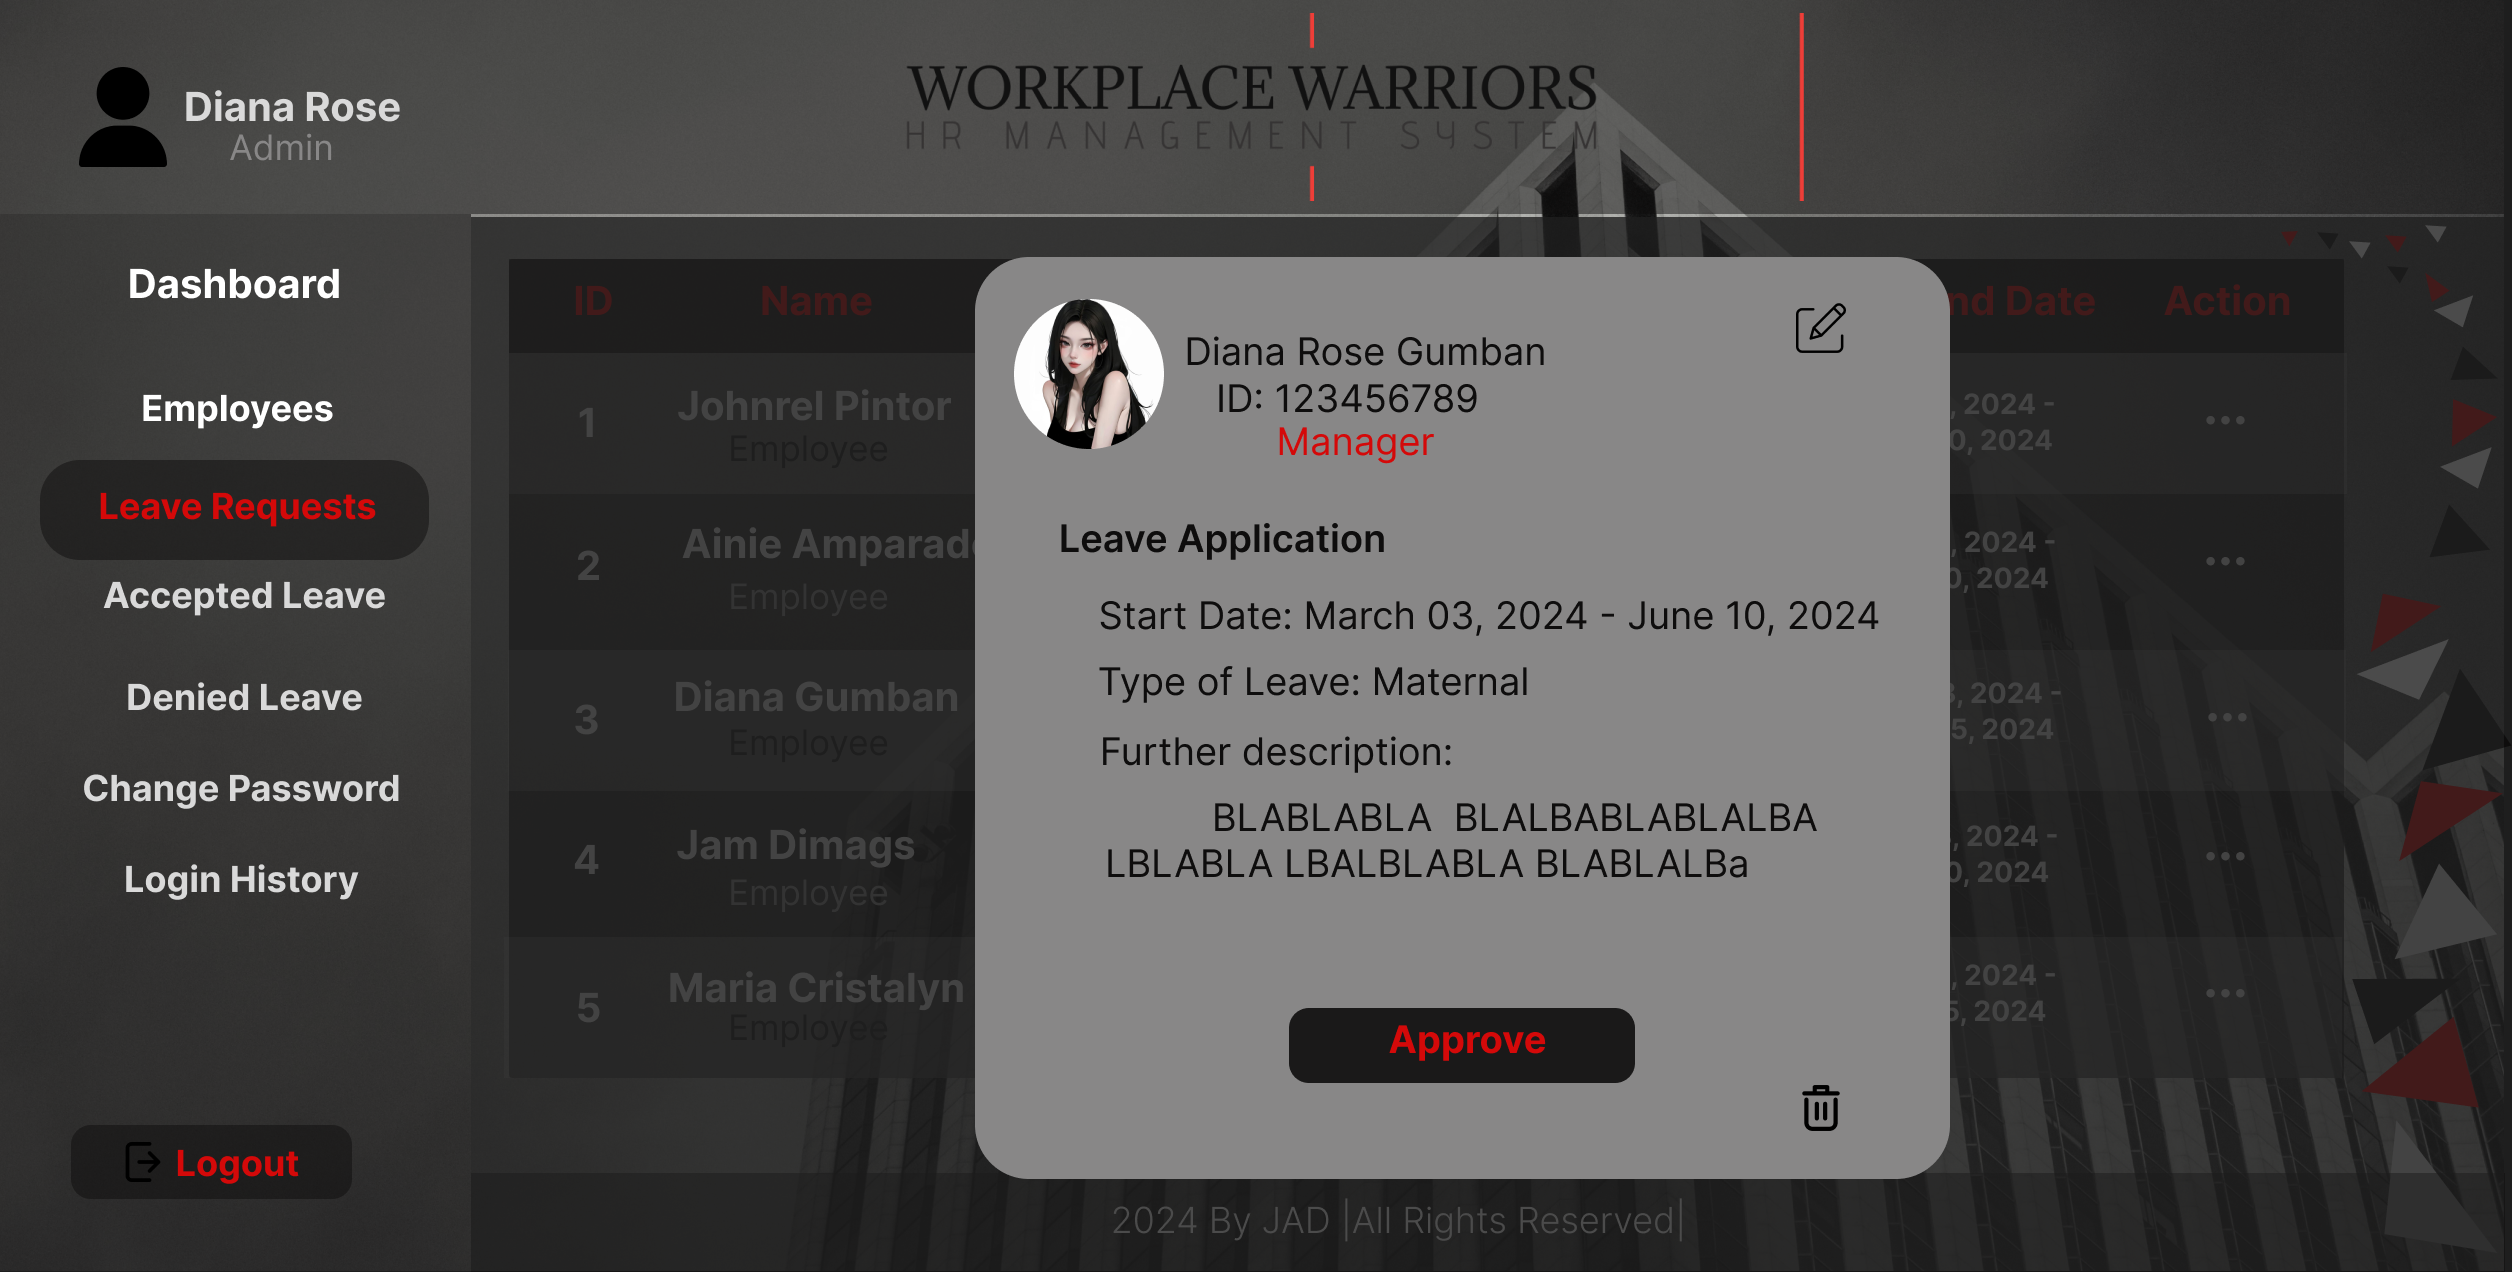 Diana Rose
Admin
WORKPLACE WARRIORS
HR MANAGEMENT SYSTEM
Dashboard
Employees
Leave Requests
Accepted Leave
Denied Leave
Change Password
Login History
Logout
ID Name nd Date Action
1 Johnrel Pintor , 2024 - •••
Employee 0, 2024
2 Ainie Amparad , 2024 - •••
Employee 0, 2024
3 Diana Gumban 3, 2024 - •••
Employee 5, 2024
4 Jam Dimags , 2024 - •••
Employee 0, 2024
5 Maria Cristalyn , 2024 - •••
Employee 5, 2024
Diana Rose Gumban
ID: 123456789
Manager
Leave Application
Start Date: March 03, 2024 - June 10, 2024
Type of Leave: Maternal
Further description:
BLABLABLA BLALBABLABLALBA
LBLABLA LBALBLABLA BLABLALBa
Approve
2024 By JAD |All Rights Reserved|